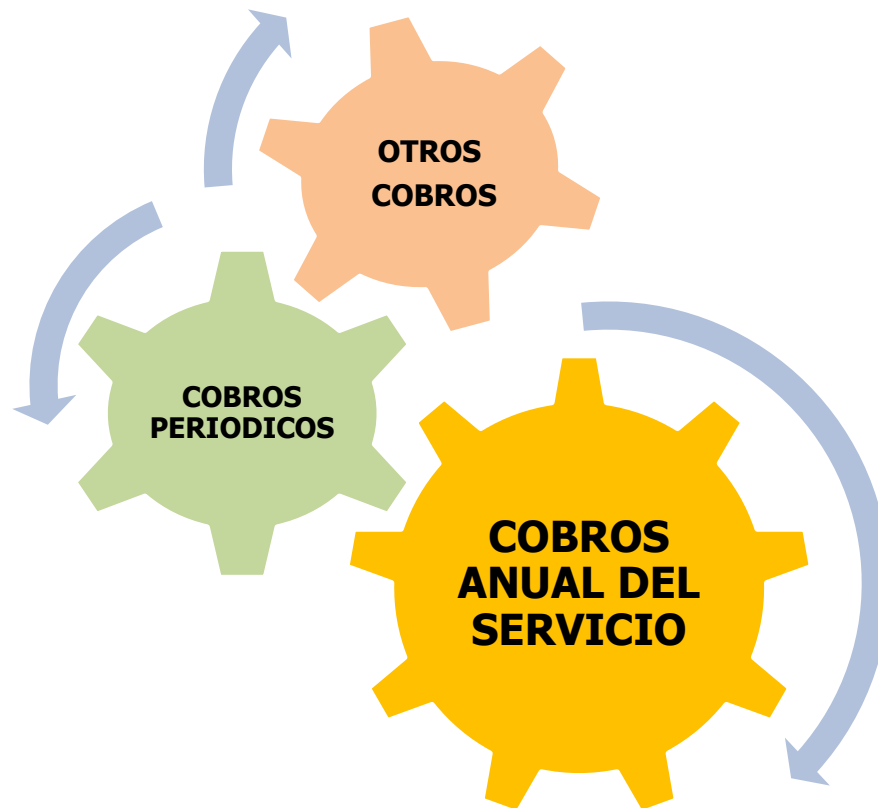 OTROS
COBROS
COBROS
PERIODICOS
COBROS
ANUAL DEL
SERVICIO